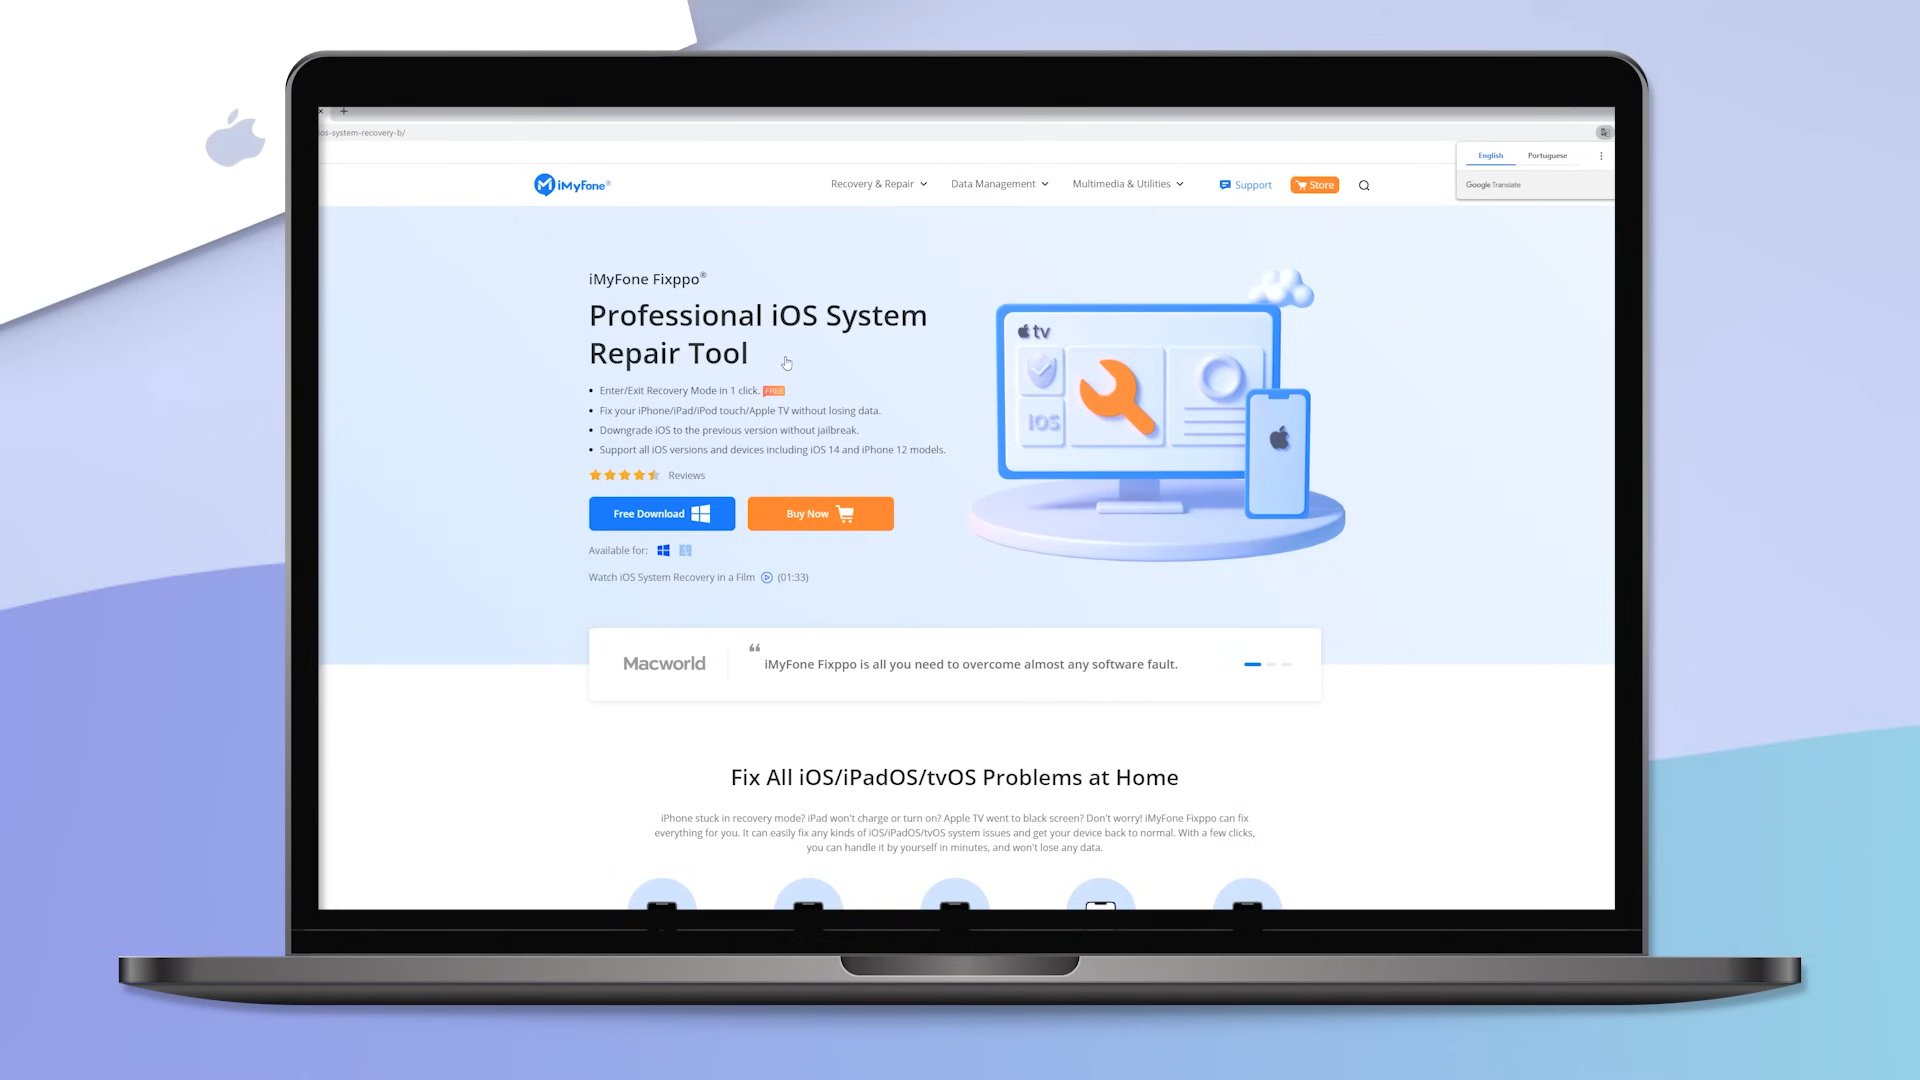 os-system-recovery-b/
English Portuguese
Google Translate
iMyFone®
Recovery & Repair Data Management Multimedia & Utilities Support Store
iMyFone Fixppo®
Professional iOS System
Repair Tool
Enter/Exit Recovery Mode in 1 click. FREE
Fix your iPhone/iPad/iPod touch/Apple TV without losing data.
Downgrade iOS to the previous version without jailbreak.
Support all iOS versions and devices including iOS 14 and iPhone 12 models.
Reviews
Free Download Buy Now
Available for:
Watch iOS System Recovery in a Film (01:33)
tv
iOS
Macworld
“ iMyFone Fixppo is all you need to overcome almost any software fault.
Fix All iOS/iPadOS/tvOS Problems at Home
iPhone stuck in recovery mode? iPad won't charge or turn on? Apple TV went to black screen? Don't worry! iMyFone Fixppo can fix
everything for you. It can easily fix any kinds of iOS/iPadOS/tvOS system issues and get your device back to normal. With a few clicks,
you can handle it by yourself in minutes, and won't lose any data.